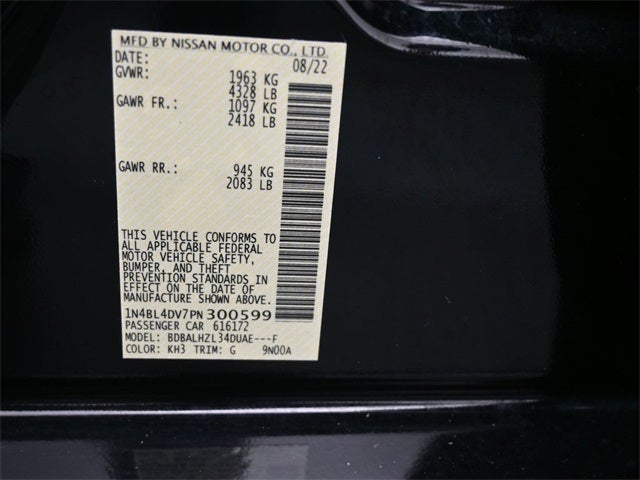 MFD BY NISSAN MOTOR CO., LTD.
DATE: 08/22
GVWR: 1963 KG
4328 LB
GAWR FR.: 1097 KG
2418 LB
GAWR RR.: 945 KG
2083 LB
THIS VEHICLE CONFORMS TO
ALL APPLICABLE FEDERAL
MOTOR VEHICLE SAFETY,
BUMPER, AND THEFT
PREVENTION STANDARDS IN
EFFECT ON THE DATE OF
MANUFACTURE SHOWN ABOVE.
1N4BL4DV7PN300599
PASSENGER CAR 616172
MODEL: BDBALHZL34DUAE---F
COLOR: KH3 TRIM: G 9N00A